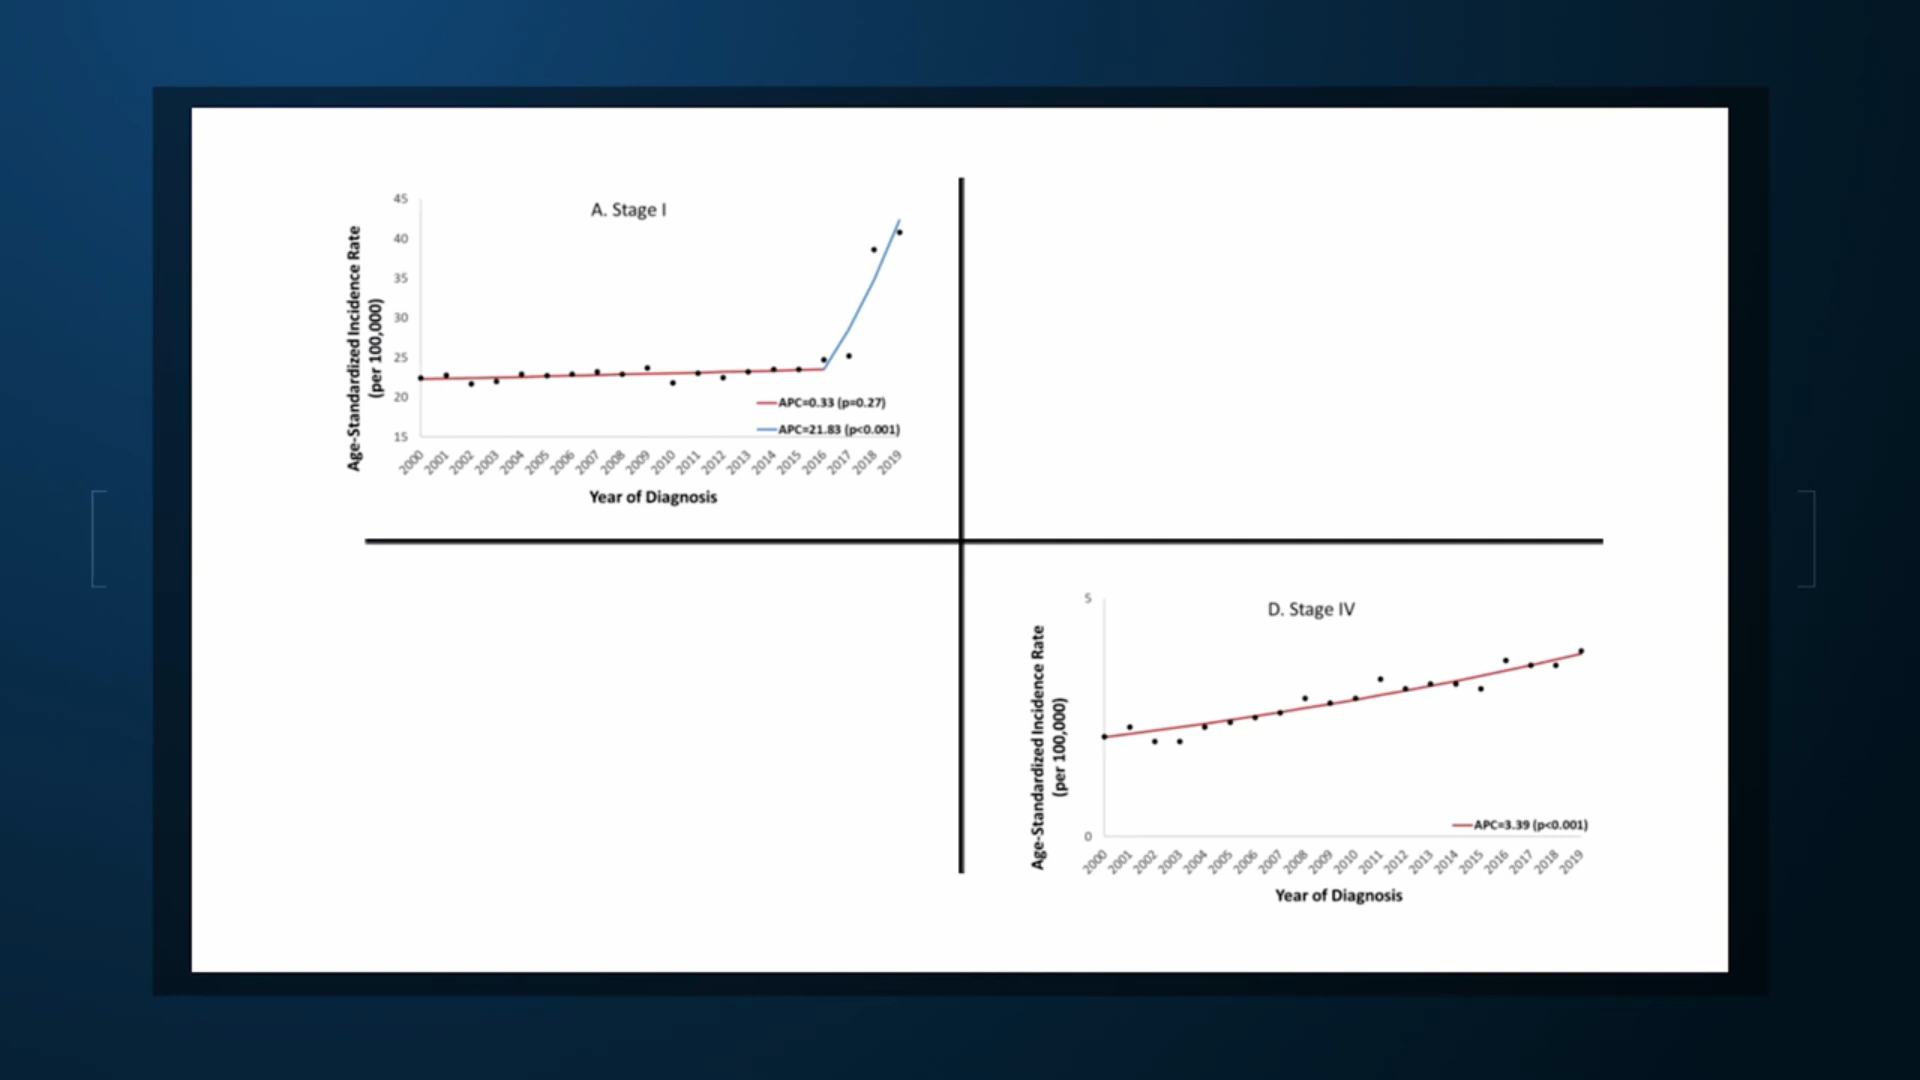 A. Stage I
Age-Standardized Incidence Rate
(per 100,000)
45
40
35
30
25
20
15
APC=0.33 (p=0.27)
APC=21.83 (p<0.001)
2000 2001 2002 2003 2004 2005 2006 2007 2008 2009 2010 2011 2012 2013 2014 2015 2016 2017 2018 2019
Year of Diagnosis
D. Stage IV
Age-Standardized Incidence Rate
(per 100,000)
5
0
APC=3.39 (p<0.001)
2000 2001 2002 2003 2004 2005 2006 2007 2008 2009 2010 2011 2012 2013 2014 2015 2016 2017 2018 2019
Year of Diagnosis